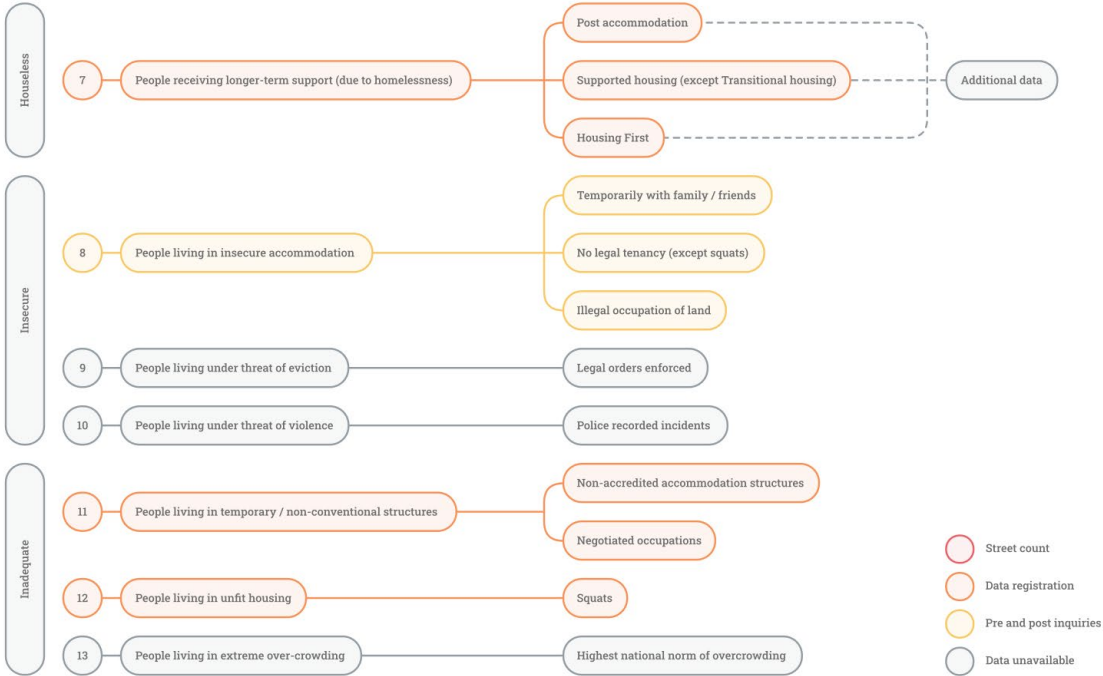 Houseless
7
People receiving longer-term support (due to homelessness)
Post accommodation
Supported housing (except Transitional housing)
Housing First
Additional data
Insecure
8
People living in insecure accommodation
Temporarily with family / friends
No legal tenancy (except squats)
Illegal occupation of land
9
People living under threat of eviction
Legal orders enforced
10
People living under threat of violence
Police recorded incidents
Inadequate
11
People living in temporary / non-conventional structures
Non-accredited accommodation structures
Negotiated occupations
12
People living in unfit housing
Squats
13
People living in extreme over-crowding
Highest national norm of overcrowding
Street count
Data registration
Pre and post inquiries
Data unavailable